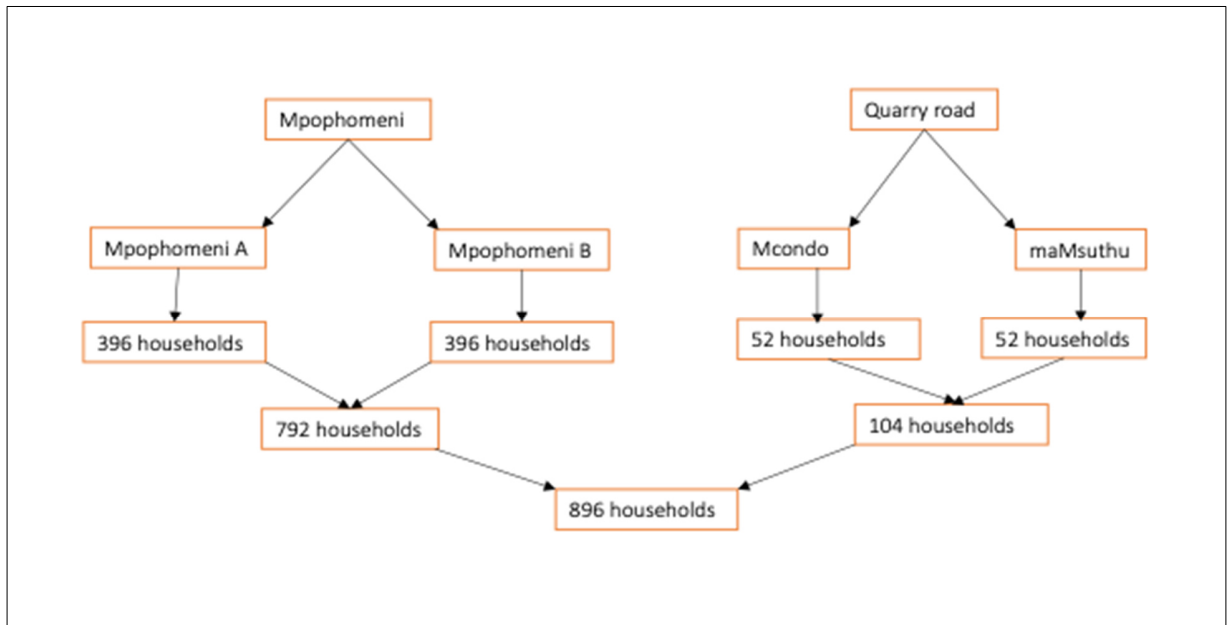 Mpophomeni
Quarry road
Mpophomeni A
Mpophomeni B
Mcondo
maMsuthu
396 households
396 households
52 households
52 households
792 households
104 households
896 households